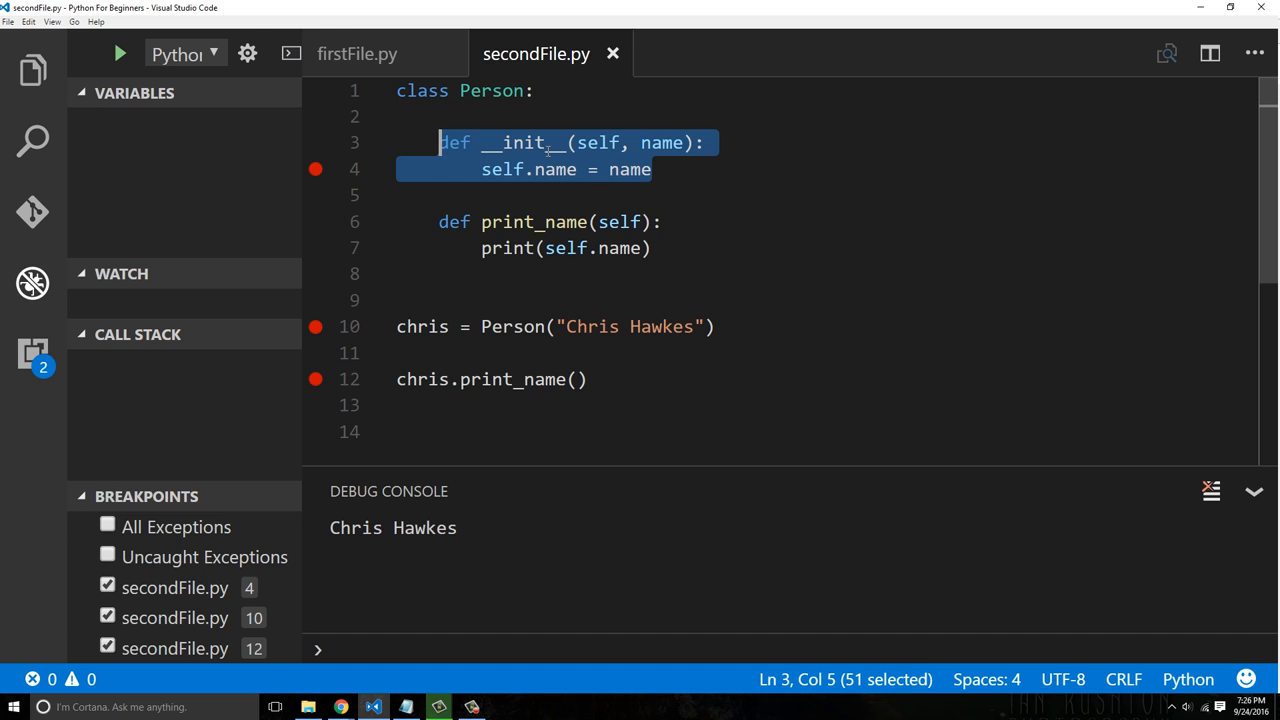 secondFile.py - Python For Beginners - Visual Studio Code
File Edit View Go Help
Pythor
firstFile.py
secondFile.py
VARIABLES
WATCH
CALL STACK
2
BREAKPOINTS
All Exceptions
Uncaught Exceptions
secondFile.py 4
secondFile.py 10
secondFile.py 12
1 class Person:
2
3 def __init__(self, name):
4 self.name = name
5
6 def print_name(self):
7 print(self.name)
8
9
10 chris = Person("Chris Hawkes")
11
12 chris.print_name()
13
14
DEBUG CONSOLE
Chris Hawkes
0 0
Ln 3, Col 5 (51 selected) Spaces: 4 UTF-8 CRLF Python
I'm Cortana. Ask me anything.
7:26 PM
9/24/2016